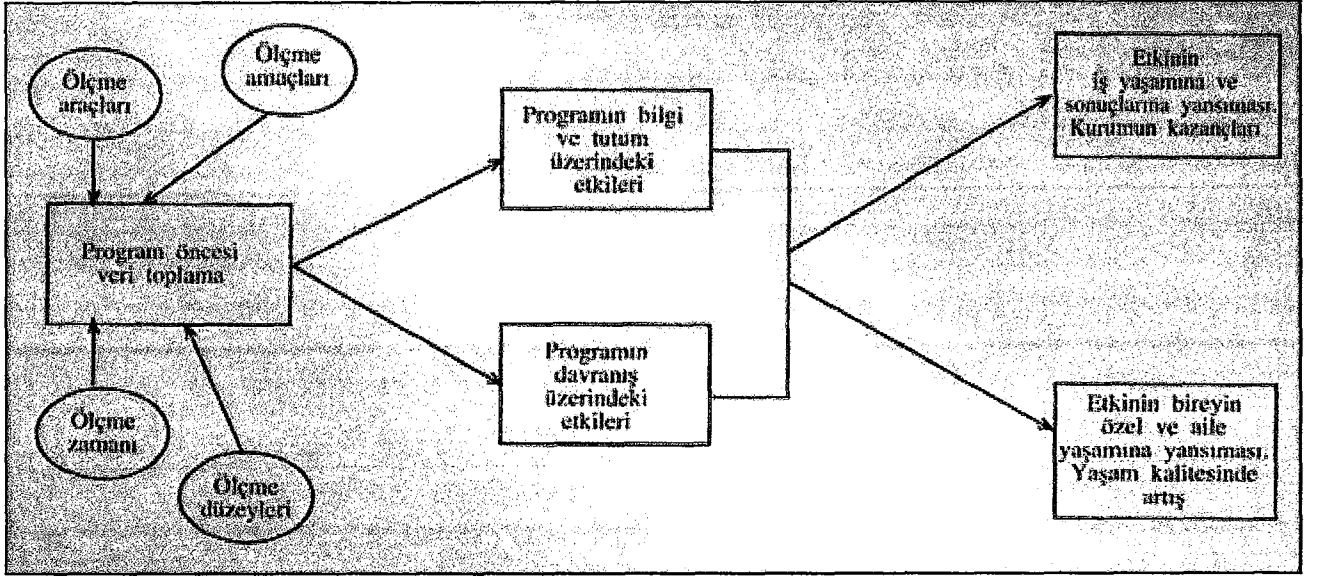 Ölçme
araçları
Ölçme
amaçları
Program öncesi
veri toplama
Ölçme
zamanı
Ölçme
düzeyleri
Programın bilgi
ve tutum
üzerindeki
etkileri
Programın
davranış
üzerindeki
etkileri
Etkinin
iş yaşamına ve
sonuçlarına yansıması.
Kurumun kazançları
Etkinin bireyin
özel ve aile
yaşamına yansıması.
Yaşam kalitesinde
artış